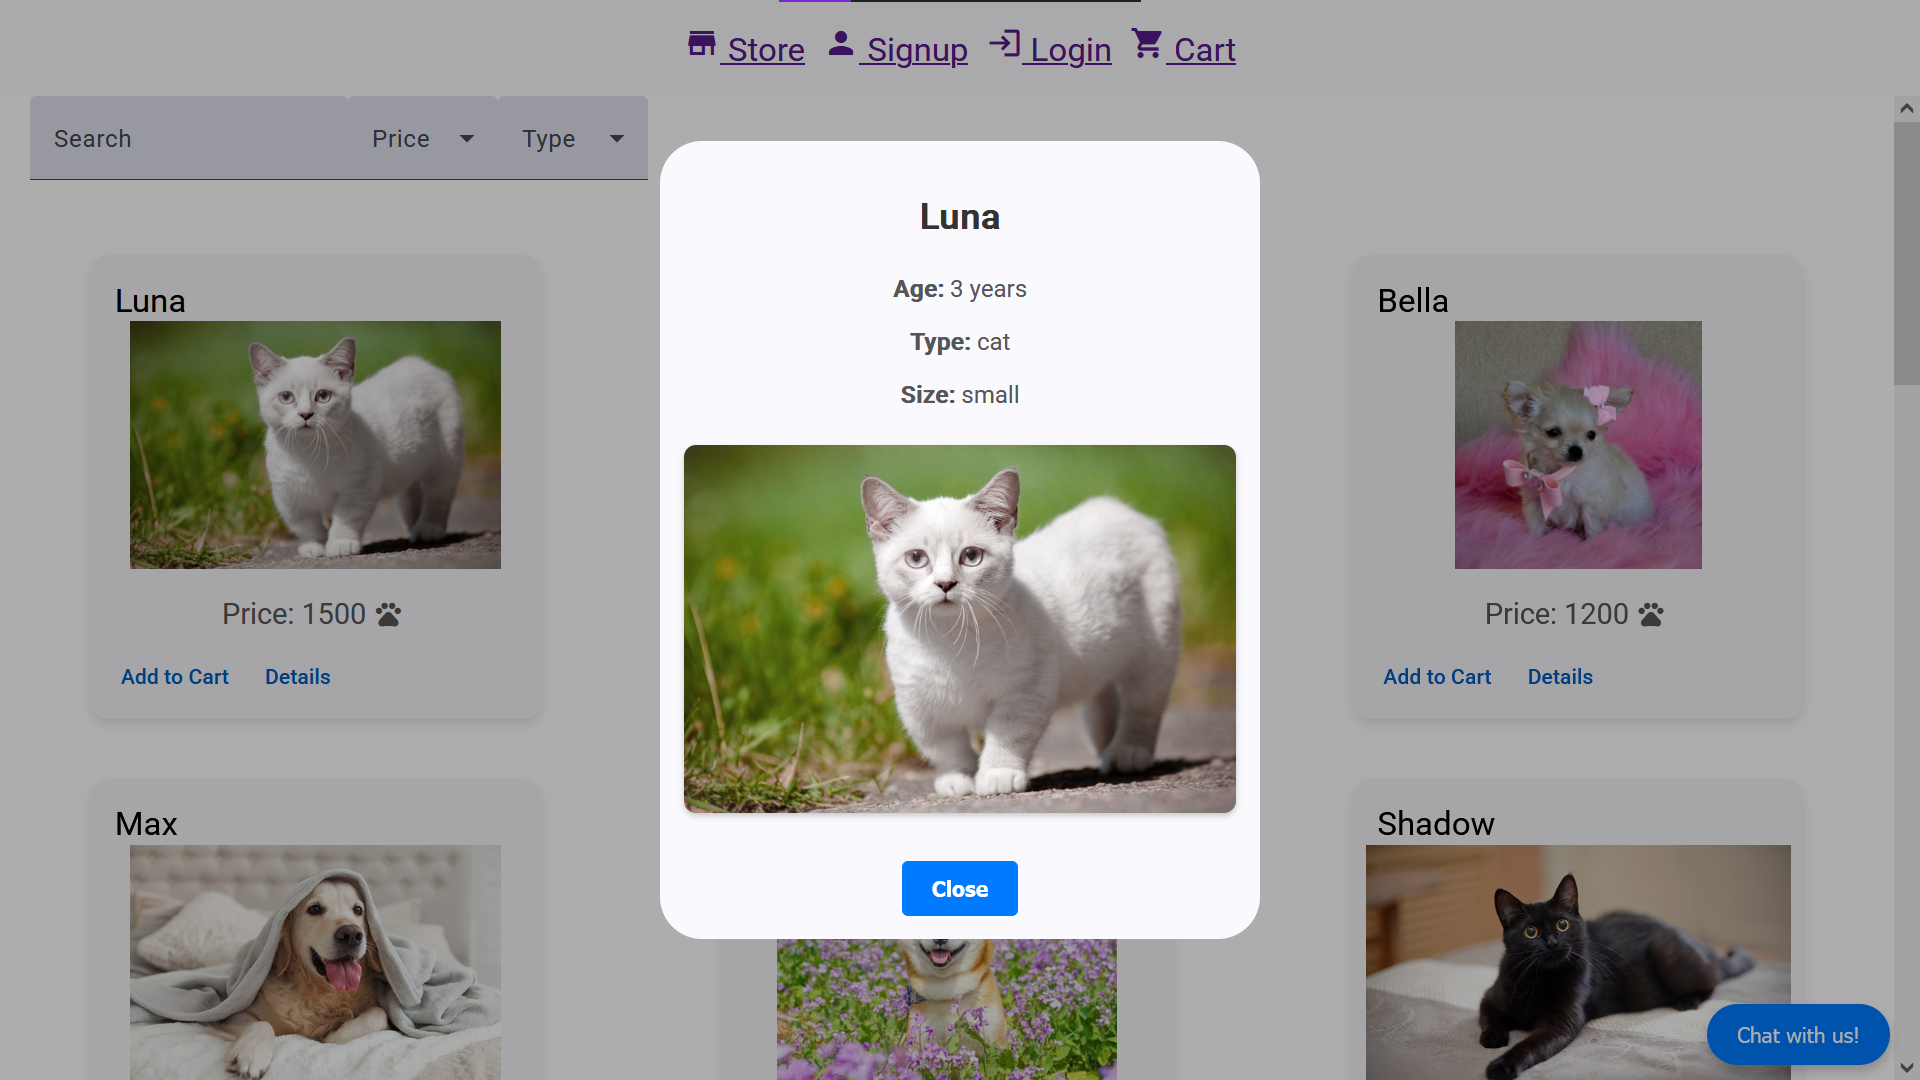 Store Signup Login Cart
Search Price Type
Luna
Age: 3 years
Type: cat
Size: small
Close
Luna
Price: 1500
Add to Cart Details
Bella
Price: 1200
Add to Cart Details
Max
Shadow
Chat with us!